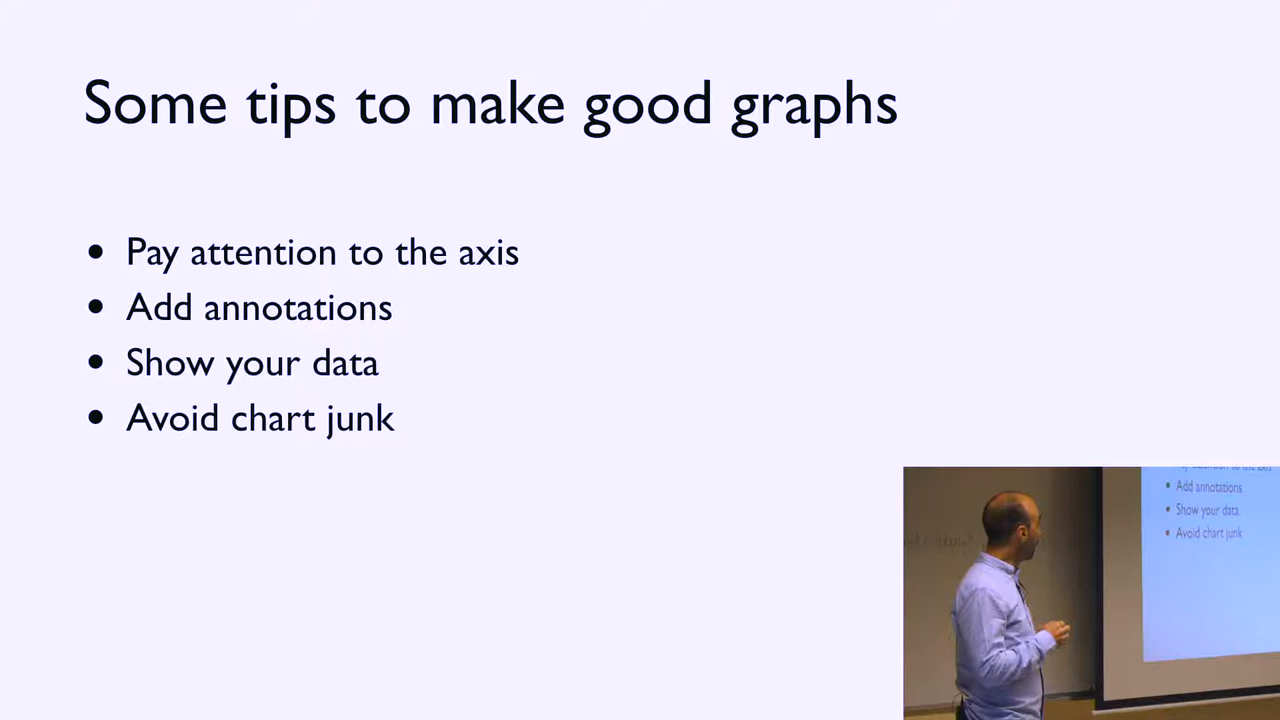 Some tips to make good graphs
• Pay attention to the axis
• Add annotations
• Show your data
• Avoid chart junk
• Add annotations
• Show your data
• Avoid chart junk